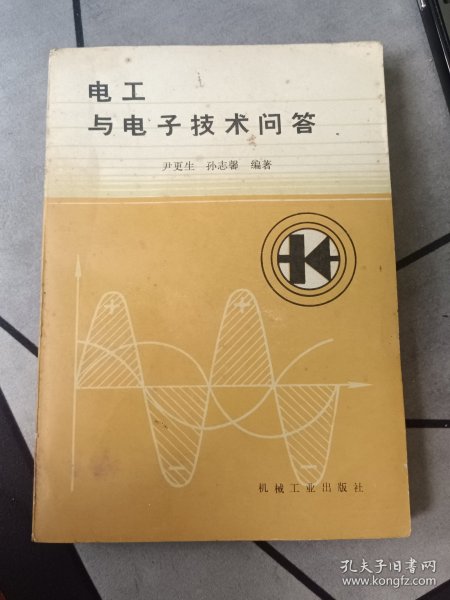 电工
与电子技术问答
尹更生 孙志馨 编著
+
+
－
－
机械工业出版社
孔夫子旧书网
www.kongfz.com